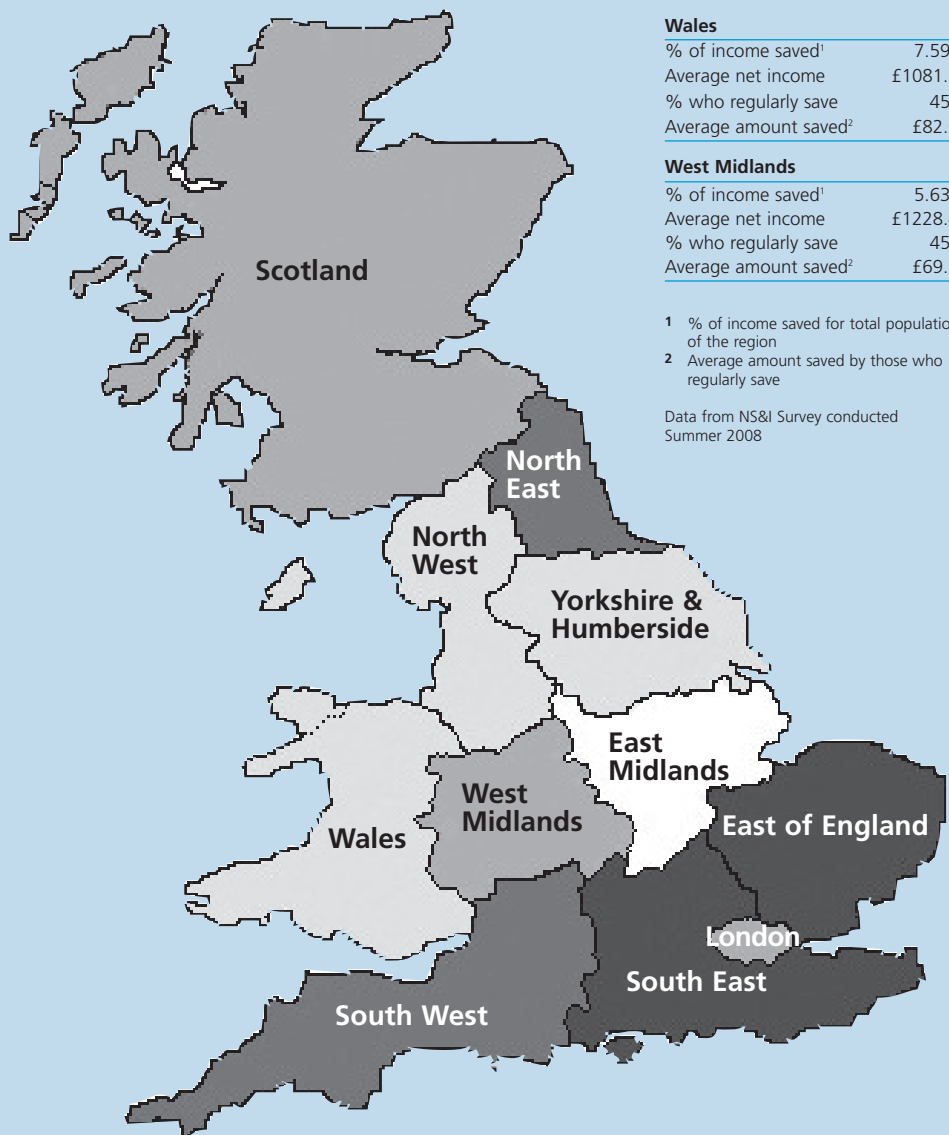 Wales
% of income saved¹ 7.59
Average net income £1081.
% who regularly save 45
Average amount saved² £82.
West Midlands
% of income saved¹ 5.63
Average net income £1228.
% who regularly save 45
Average amount saved² £69.
1 % of income saved for total populatio
of the region
2 Average amount saved by those who
regularly save
Data from NS&I Survey conducted
Summer 2008
Scotland
North
East
North
West
Yorkshire &
Humberside
East
Midlands
West
Midlands
Wales
East of England
London
South East
South West